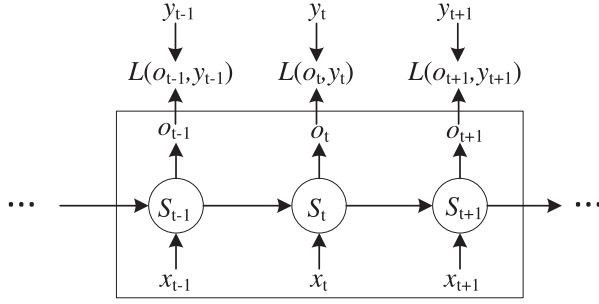 y_{t-1} y_t y_{t+1}
L(o_{t-1},y_{t-1}) L(o_t,y_t) L(o_{t+1},y_{t+1})
o_{t-1} o_t o_{t+1}
... S_{t-1} S_t S_{t+1} ...
x_{t-1} x_t x_{t+1}